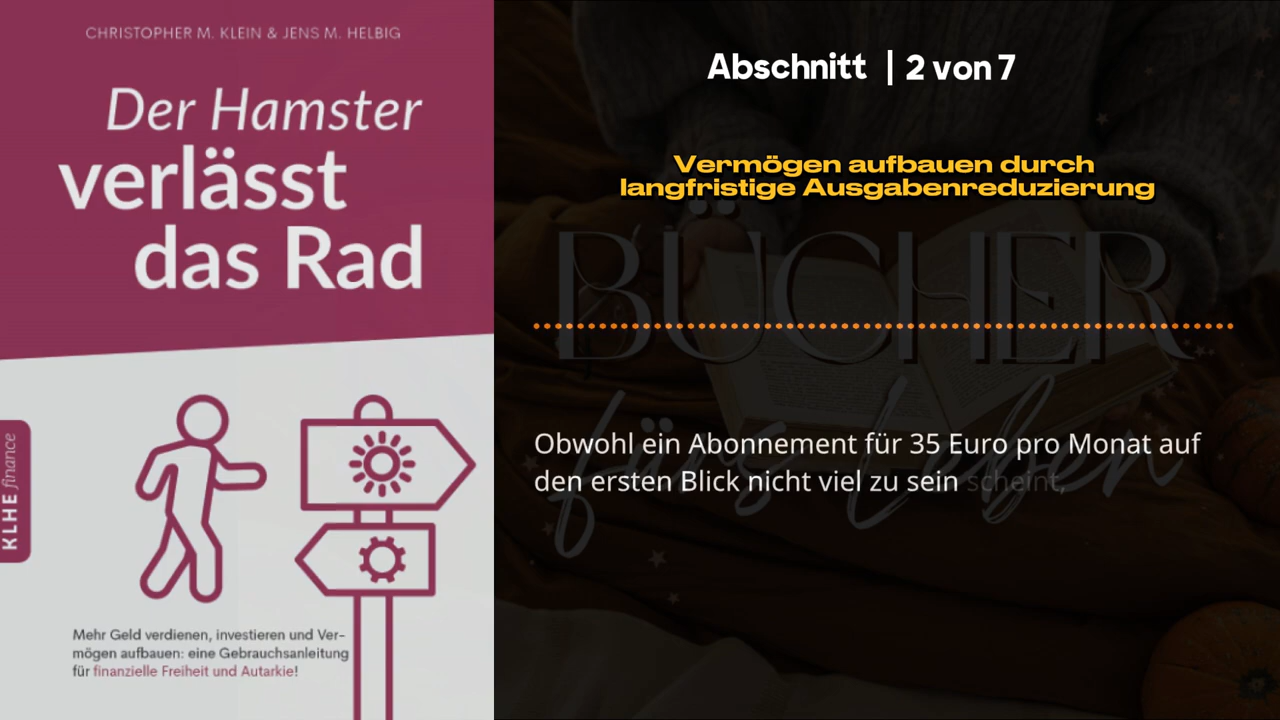 CHRISTOPHER M. KLEIN & JENS M. HELBIG
Der Hamster
verlässt
das Rad
KLHE finance
Mehr Geld verdienen, investieren und Ver-
mögen aufbauen: eine Gebrauchsanleitung
für finanzielle Freiheit und Autarkie!
Abschnitt | 2 von 7
Vermögen aufbauen durch
langfristige Ausgabenreduzierung
BÜCHER
fürs Leben
Obwohl ein Abonnement für 35 Euro pro Monat auf
den ersten Blick nicht viel zu sein scheint,